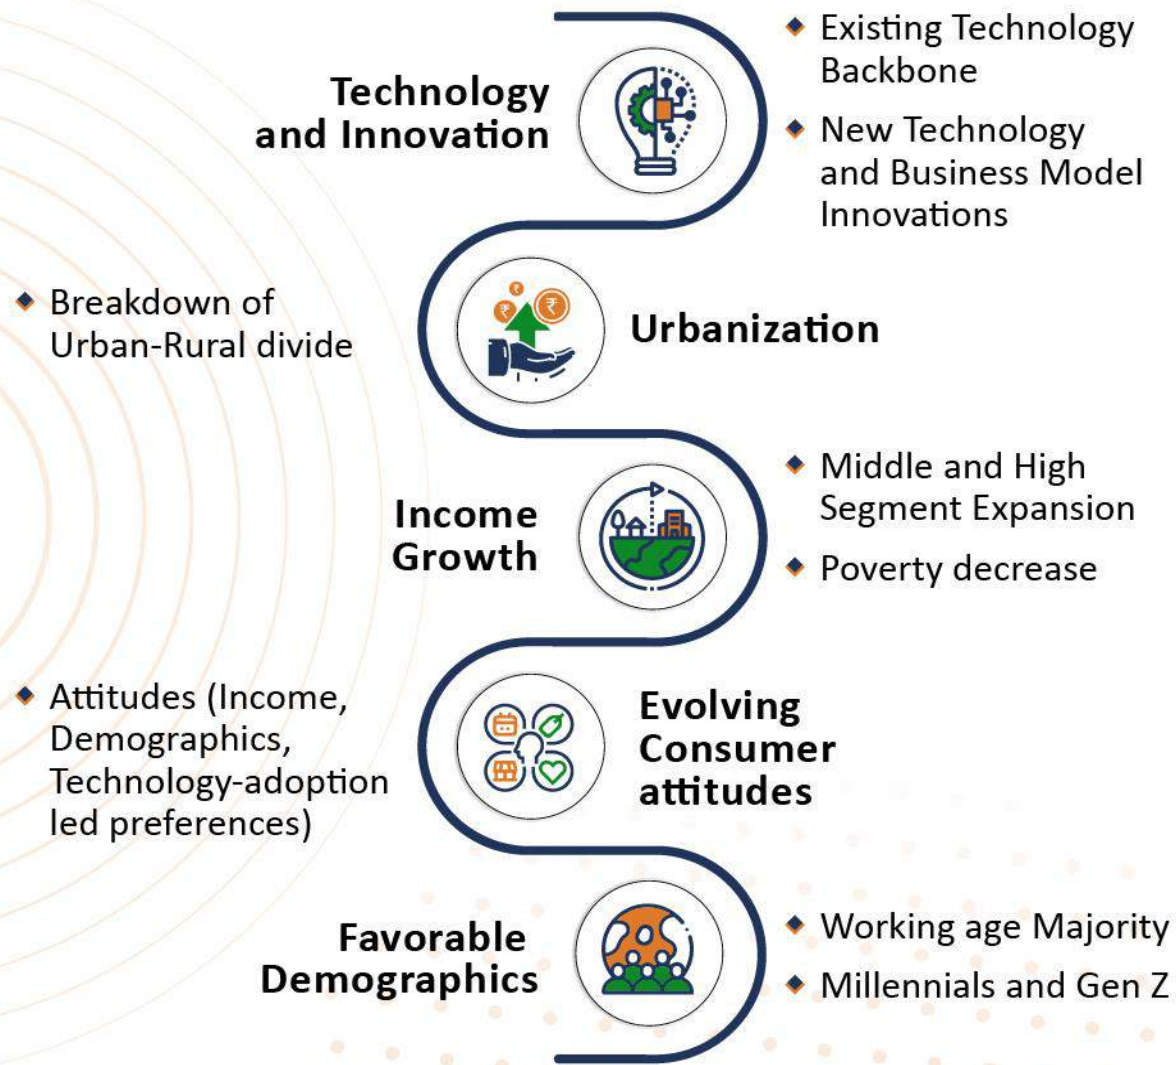 Technology
and Innovation
Existing Technology
Backbone
New Technology
and Business Model
Innovations
Breakdown of
Urban-Rural divide
Urbanization
Income
Growth
Middle and High
Segment Expansion
Poverty decrease
Attitudes (Income,
Demographics,
Technology-adoption
led preferences)
Evolving
Consumer
attitudes
Favorable
Demographics
Working age Majority
Millennials and Gen Z